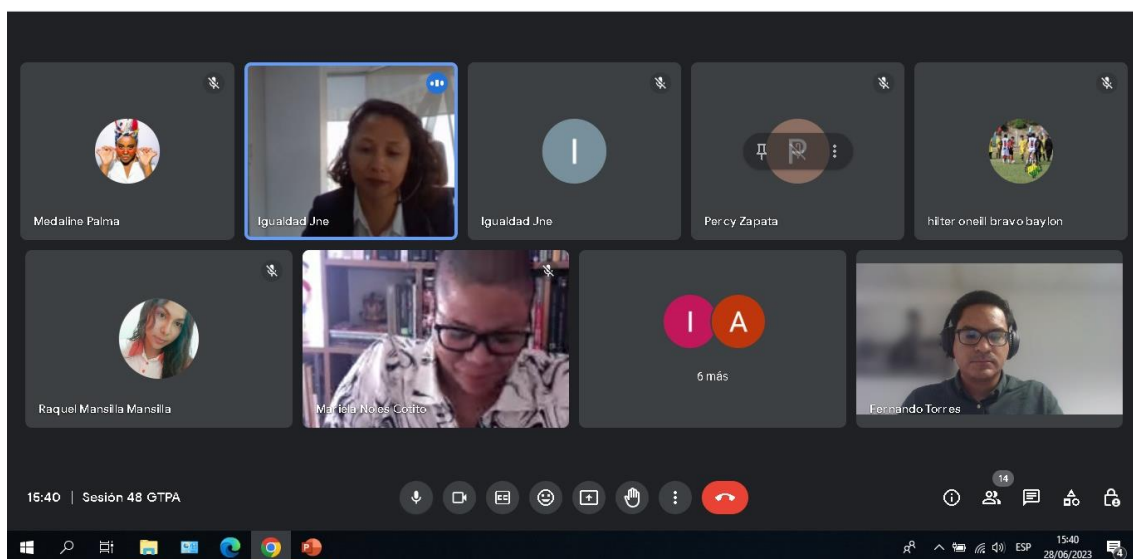 Medaline Palma
Igualdad Jne
I
Igualdad Jne
P
Percy Zapata
hilter oneill bravo baylon
Raquel Mansilla Mansilla
Mariela Noles Cotito
I A
6 más
Fernando Torres
15:40 | Sesión 48 GTPA
14
ESP
15:40
28/06/2023
4